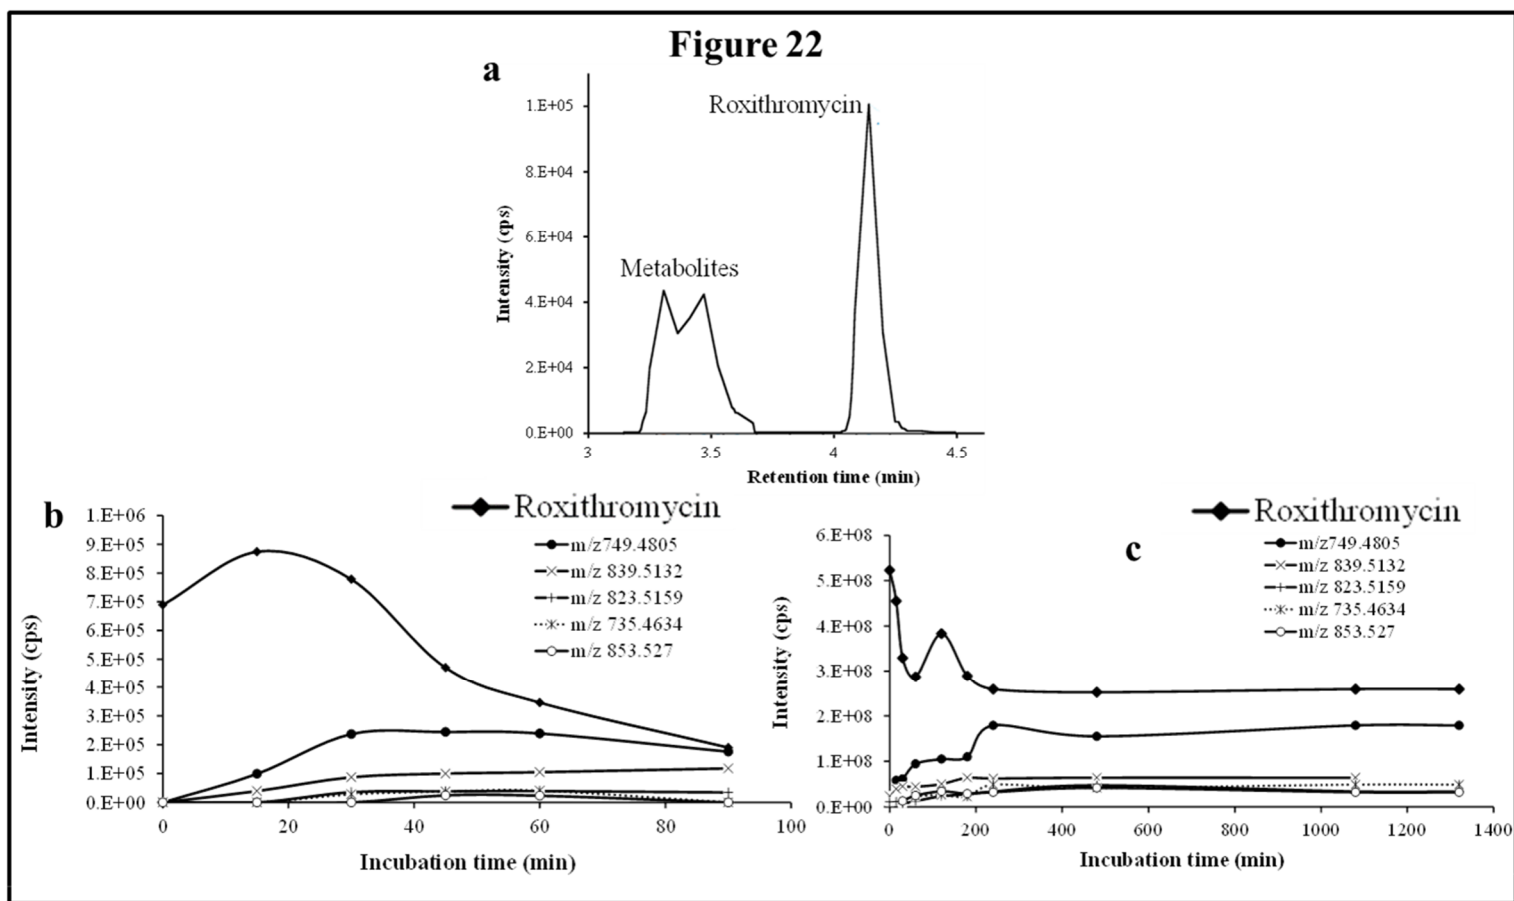 Figure 22
a
Roxithromycin
1.E+05
8.E+04
6.E+04
4.E+04
2.E+04
0.E+00
Intensity (cps)
Metabolites
3 3.5 4 4.5
Retention time (min)
b
Roxithromycin
m/z749.4805
m/z 839.5132
m/z 823.5159
m/z 735.4634
m/z 853.527
1.E+06
9.E+05
8.E+05
7.E+05
6.E+05
5.E+05
4.E+05
3.E+05
2.E+05
1.E+05
0.E+00
Intensity (cps)
0 20 40 60 80 100
Incubation time (min)
c
Roxithromycin
m/z749.4805
m/z 839.5132
m/z 823.5159
m/z 735.4634
m/z 853.527
6.E+08
5.E+08
4.E+08
3.E+08
2.E+08
1.E+08
0.E+00
Intensity (cps)
0 200 400 600 800 1000 1200 1400
Incubation time (min)